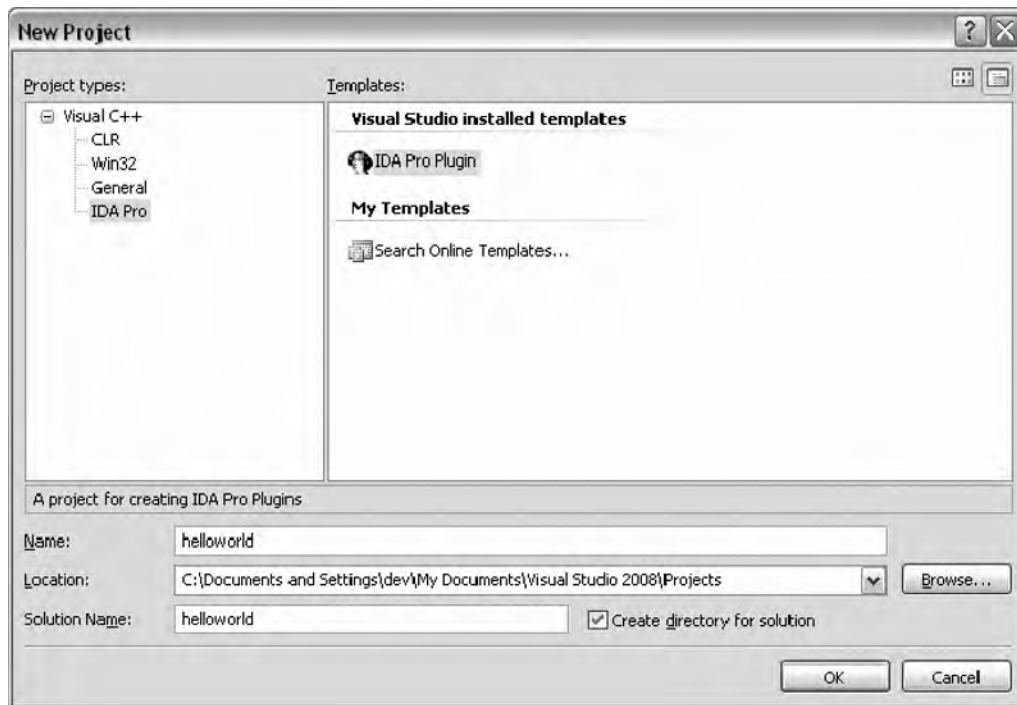 New Project
Project types:
Templates:
Visual C++
CLR
Win32
General
IDA Pro
Visual Studio installed templates
IDA Pro Plugin
My Templates
Search Online Templates...
A project for creating IDA Pro Plugins
Name:
helloworld
Location:
C:\Documents and Settings\dev\My Documents\Visual Studio 2008\Projects
Browse...
Solution Name:
helloworld
Create directory for solution
OK
Cancel